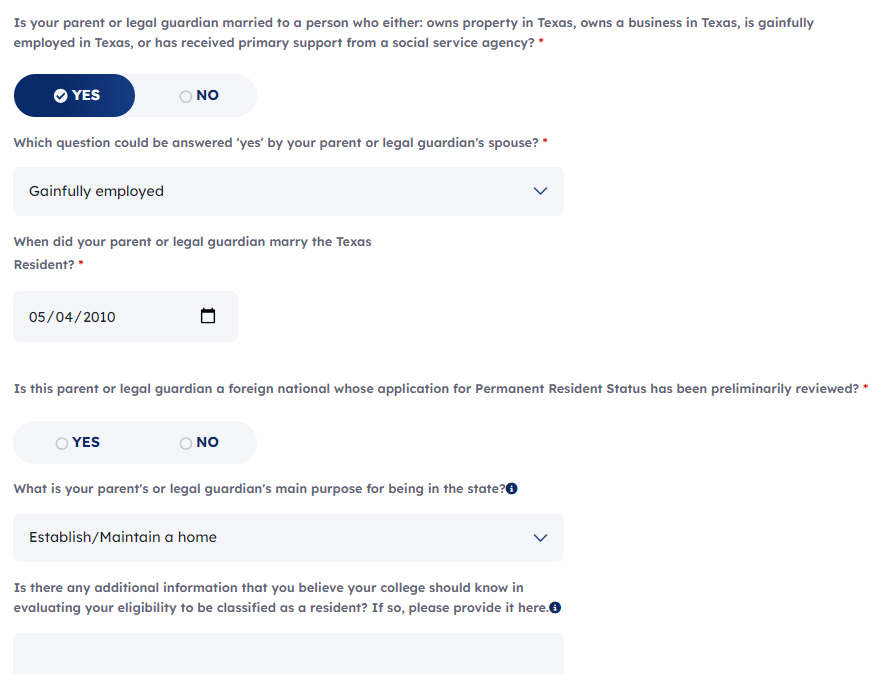 Is your parent or legal guardian married to a person who either: owns property in Texas, owns a business in Texas, is gainfully
employed in Texas, or has received primary support from a social service agency? *
YES NO
Which question could be answered 'yes' by your parent or legal guardian's spouse? *
Gainfully employed
When did your parent or legal guardian marry the Texas
Resident? *
05/04/2010
Is this parent or legal guardian a foreign national whose application for Permanent Resident Status has been preliminarily reviewed? *
YES NO
What is your parent's or legal guardian's main purpose for being in the state?
Establish/Maintain a home
Is there any additional information that you believe your college should know in
evaluating your eligibility to be classified as a resident? If so, please provide it here.